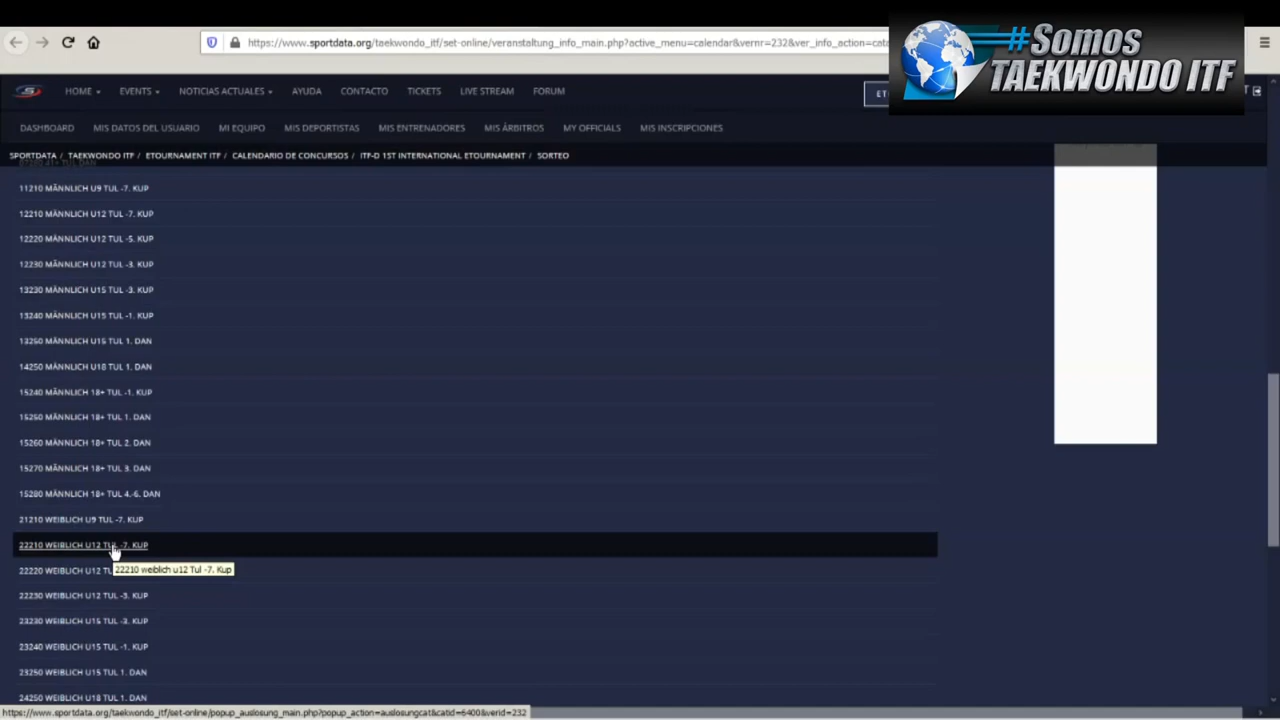 https://www.sportdata.org/taekwondo_itf/set-online/veranstaltung_info_main.php?active_menu=calendar&vernr=232&ver_info_action=cata
#Somos
TAEKWONDO ITF
HOME EVENTS NOTICIAS ACTUALES AYUDA CONTACTO TICKETS LIVE STREAM FORUM
DASHBOARD MIS DATOS DEL USUARIO MI EQUIPO MIS DEPORTISTAS MIS ENTRENADORES MIS ÁRBITROS MY OFFICIALS MIS INSCRIPCIONES
SPORTDATA / TAEKWONDO ITF / ETOURNAMENT ITF / CALENDARIO DE CONCURSOS / ITF-D 1ST INTERNATIONAL ETOURNAMENT / SORTEO
11210 MÄNNLICH U9 TUL -7. KUP
12210 MÄNNLICH U12 TUL -7. KUP
12220 MÄNNLICH U12 TUL -5. KUP
12230 MÄNNLICH U12 TUL -3. KUP
13230 MÄNNLICH U15 TUL -3. KUP
13240 MÄNNLICH U15 TUL -1. KUP
13250 MÄNNLICH U15 TUL 1. DAN
14250 MÄNNLICH U18 TUL 1. DAN
15240 MÄNNLICH 18+ TUL -1. KUP
15250 MÄNNLICH 18+ TUL 1. DAN
15260 MÄNNLICH 18+ TUL 2. DAN
15270 MÄNNLICH 18+ TUL 3. DAN
15280 MÄNNLICH 18+ TUL 4.-6. DAN
21210 WEIBLICH U9 TUL -7. KUP
22210 WEIBLICH U12 TUL -7. KUP
22220 WEIBLICH U12 TU
22210 weiblich u12 Tul -7. Kup
22230 WEIBLICH U12 TUL -3. KUP
23230 WEIBLICH U15 TUL -3. KUP
23240 WEIBLICH U15 TUL -1. KUP
23250 WEIBLICH U15 TUL 1. DAN
24250 WEIBLICH U18 TUL 1. DAN
https://www.sportdata.org/taekwondo_itf/set-online/popup_auslosung_main.php?popup_action=auslosungcat&catid=6400&verid=232